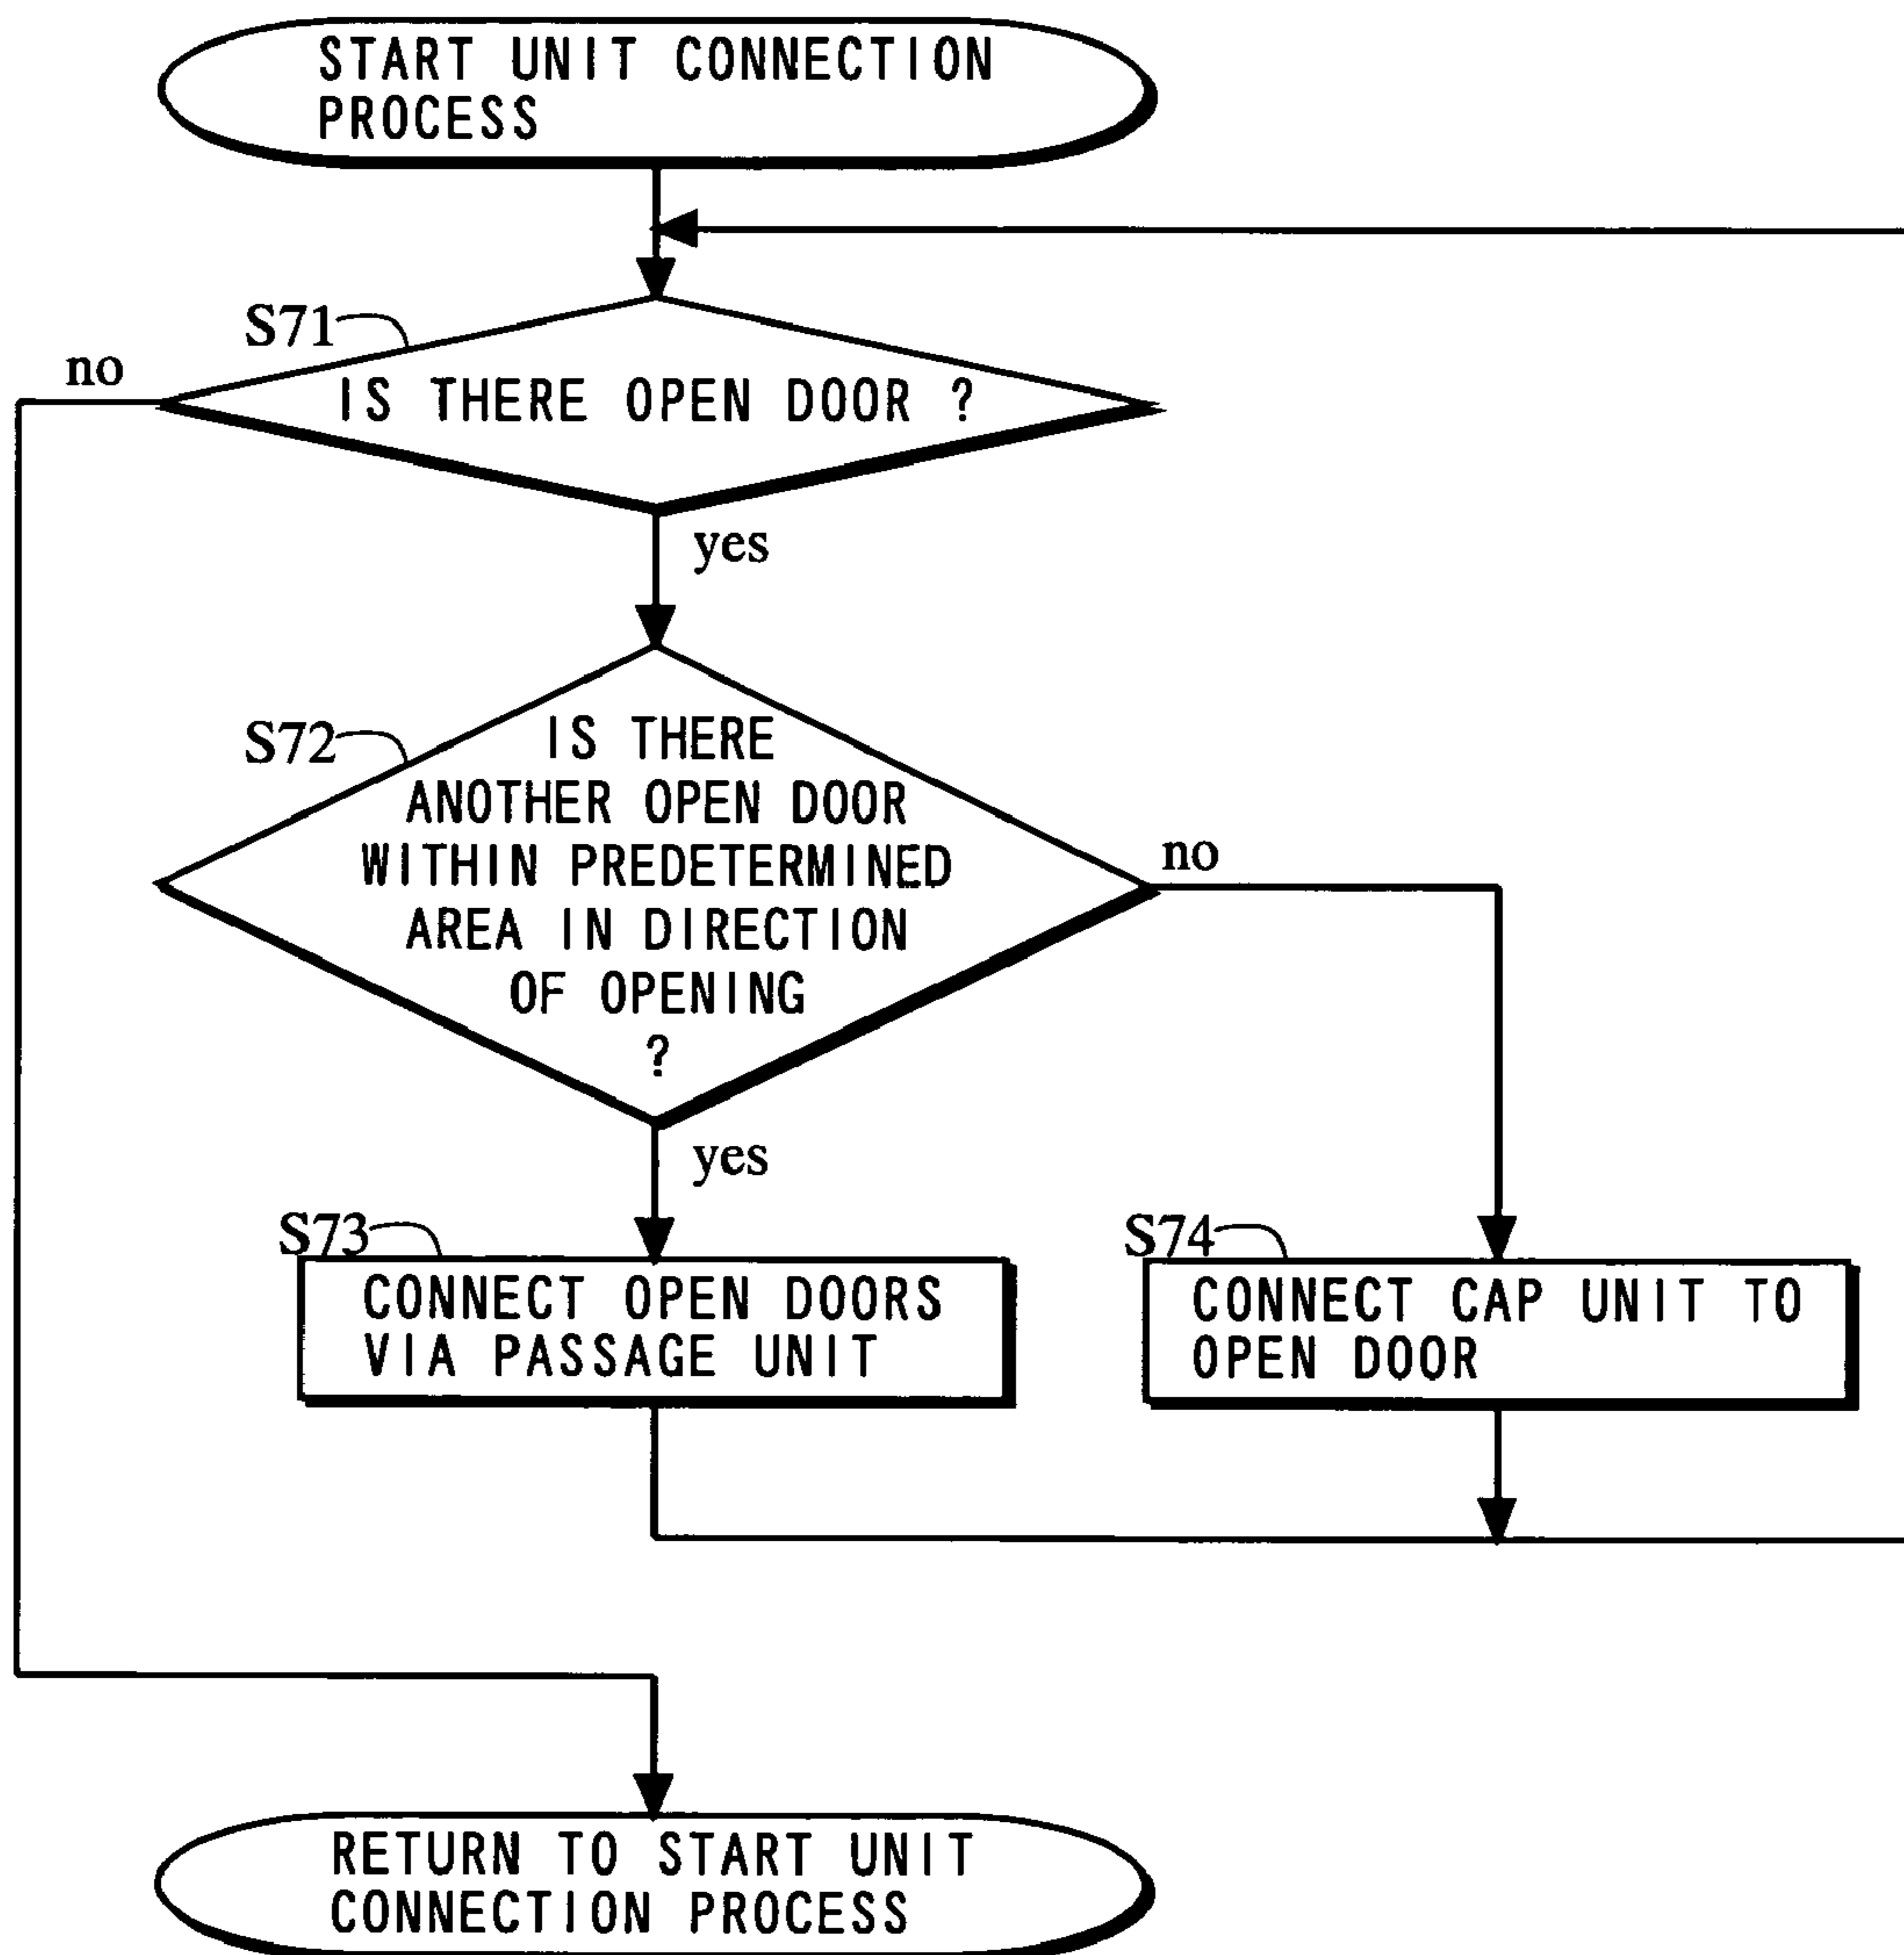 START UNIT CONNECTION
PROCESS
S71
no
IS THERE OPEN DOOR ?
yes
S72
IS THERE
ANOTHER OPEN DOOR
WITHIN PREDETERMINED
AREA IN DIRECTION
OF OPENING
?
no
yes
S73
CONNECT OPEN DOORS
VIA PASSAGE UNIT
S74
CONNECT CAP UNIT TO
OPEN DOOR
RETURN TO START UNIT
CONNECTION PROCESS